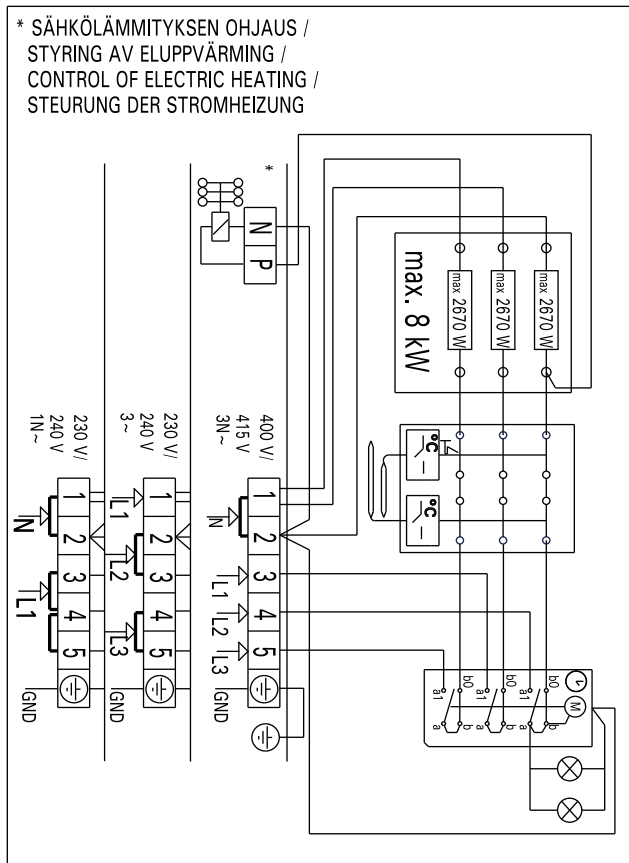 * SÄHKÖLÄMMITYKSEN OHJAUS /
STYRING AV ELUPPVÄRMING /
CONTROL OF ELECTRIC HEATING /
STEURUNG DER STROMHEIZUNG
*
N
P
max. 8 kW
max 2670 W
max 2670 W
max 2670 W
°C
°C
230 V/
240 V
1N~
1
2
3
4
5
N
L1
GND
230 V/
240 V
3~
1
2
3
4
5
L1
L2
L3
GND
400 V/
415 V
3N~
1
2
3
4
5
N
L1
L2
L3
GND
b0
a1
b
a
b0
a1
b
a
b0
a1
b
a
M